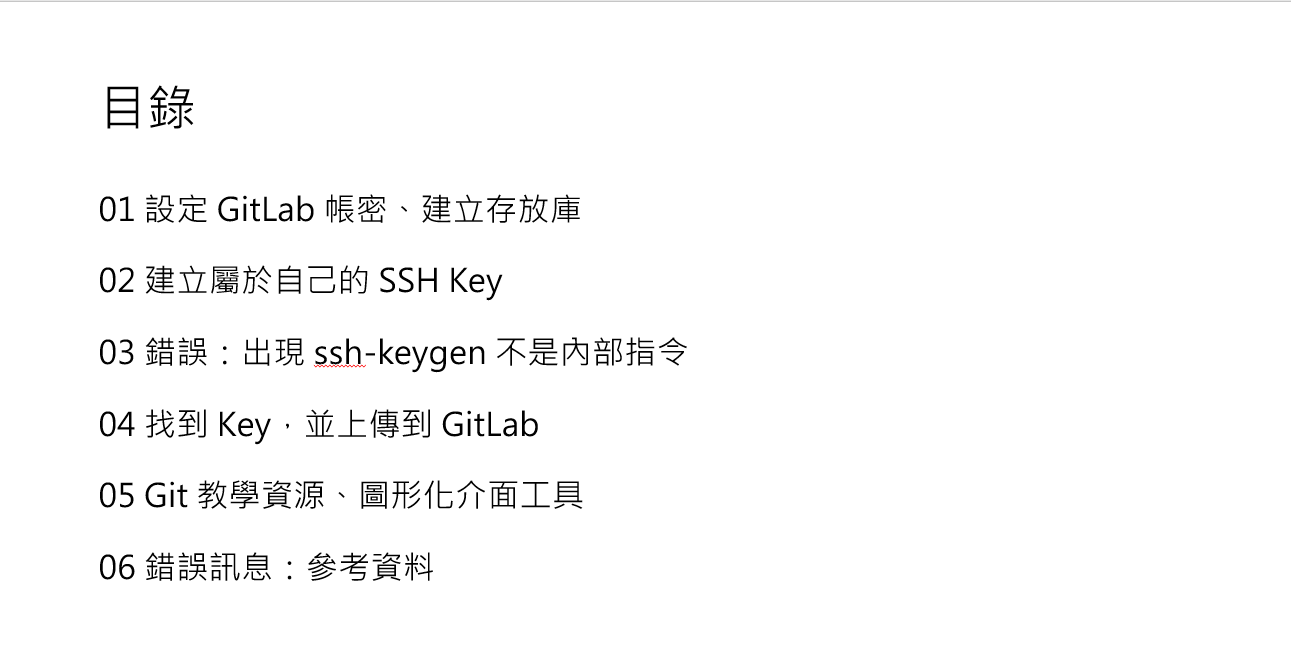 目錄
01 設定 GitLab 帳密、建立存放庫
02 建立屬於自己的 SSH Key
03 錯誤：出現 ssh-keygen 不是內部指令
04 找到 Key，並上傳到 GitLab
05 Git 教學資源、圖形化介面工具
06 錯誤訊息：參考資料